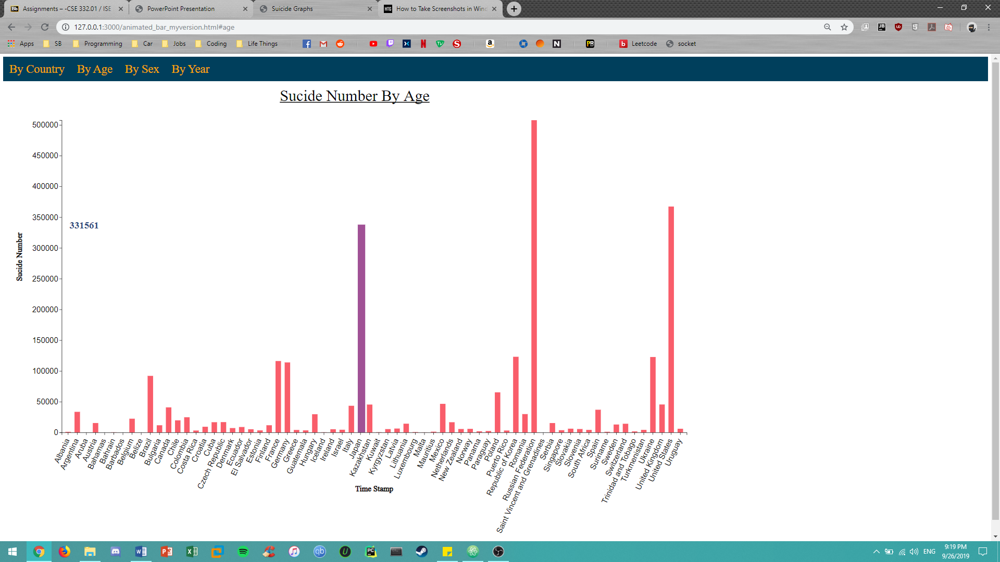 Assignments – -CSE 332.01 / ISE
PowerPoint Presentation
Suicide Graphs
How to Take Screenshots in Wind
127.0.0.1:3000/animated_bar_myversion.html#age
Apps SB Programming Car Jobs Coding Life Things Leetcode socket
By Country By Age By Sex By Year
Sucide Number By Age
500000
450000
400000
350000
300000
250000
200000
150000
100000
50000
0
331561
Sucide Number
Albania
Argentina
Aruba
Austria
Bahamas
Bahrain
Barbados
Belgium
Belize
Brazil
Bulgaria
Canada
Chile
Colombia
Costa Rica
Croatia
Cuba
Czech Republic
Denmark
Ecuador
El Salvador
Estonia
Finland
France
Germany
Greece
Guatemala
Hungary
Iceland
Ireland
Israel
Italy
Japan
Kazakhstan
Kuwait
Kyrgyzstan
Latvia
Lithuania
Luxembourg
Malta
Mauritius
Mexico
Netherlands
New Zealand
Norway
Panama
Paraguay
Poland
Puerto Rico
Republic of Korea
Romania
Russian Federation
Saint Vincent and Grenadines
Serbia
Singapore
Slovakia
Slovenia
South Africa
Spain
Suriname
Sweden
Switzerland
Trinidad and Tobago
Turkmenistan
Ukraine
United Kingdom
United States
Uruguay
Time Stamp
ENG
9:19 PM
9/26/2019